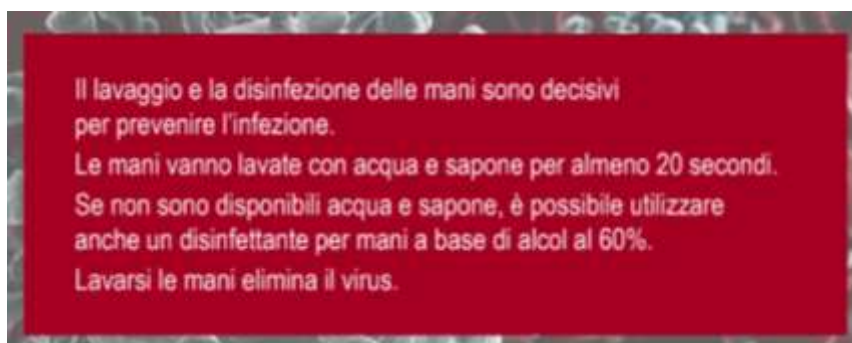 Il lavaggio e la disinfezione delle mani sono decisivi
per prevenire l'infezione.
Le mani vanno lavate con acqua e sapone per almeno 20 secondi.
Se non sono disponibili acqua e sapone, è possibile utilizzare
anche un disinfettante per mani a base di alcol al 60%.
Lavarsi le mani elimina il virus.